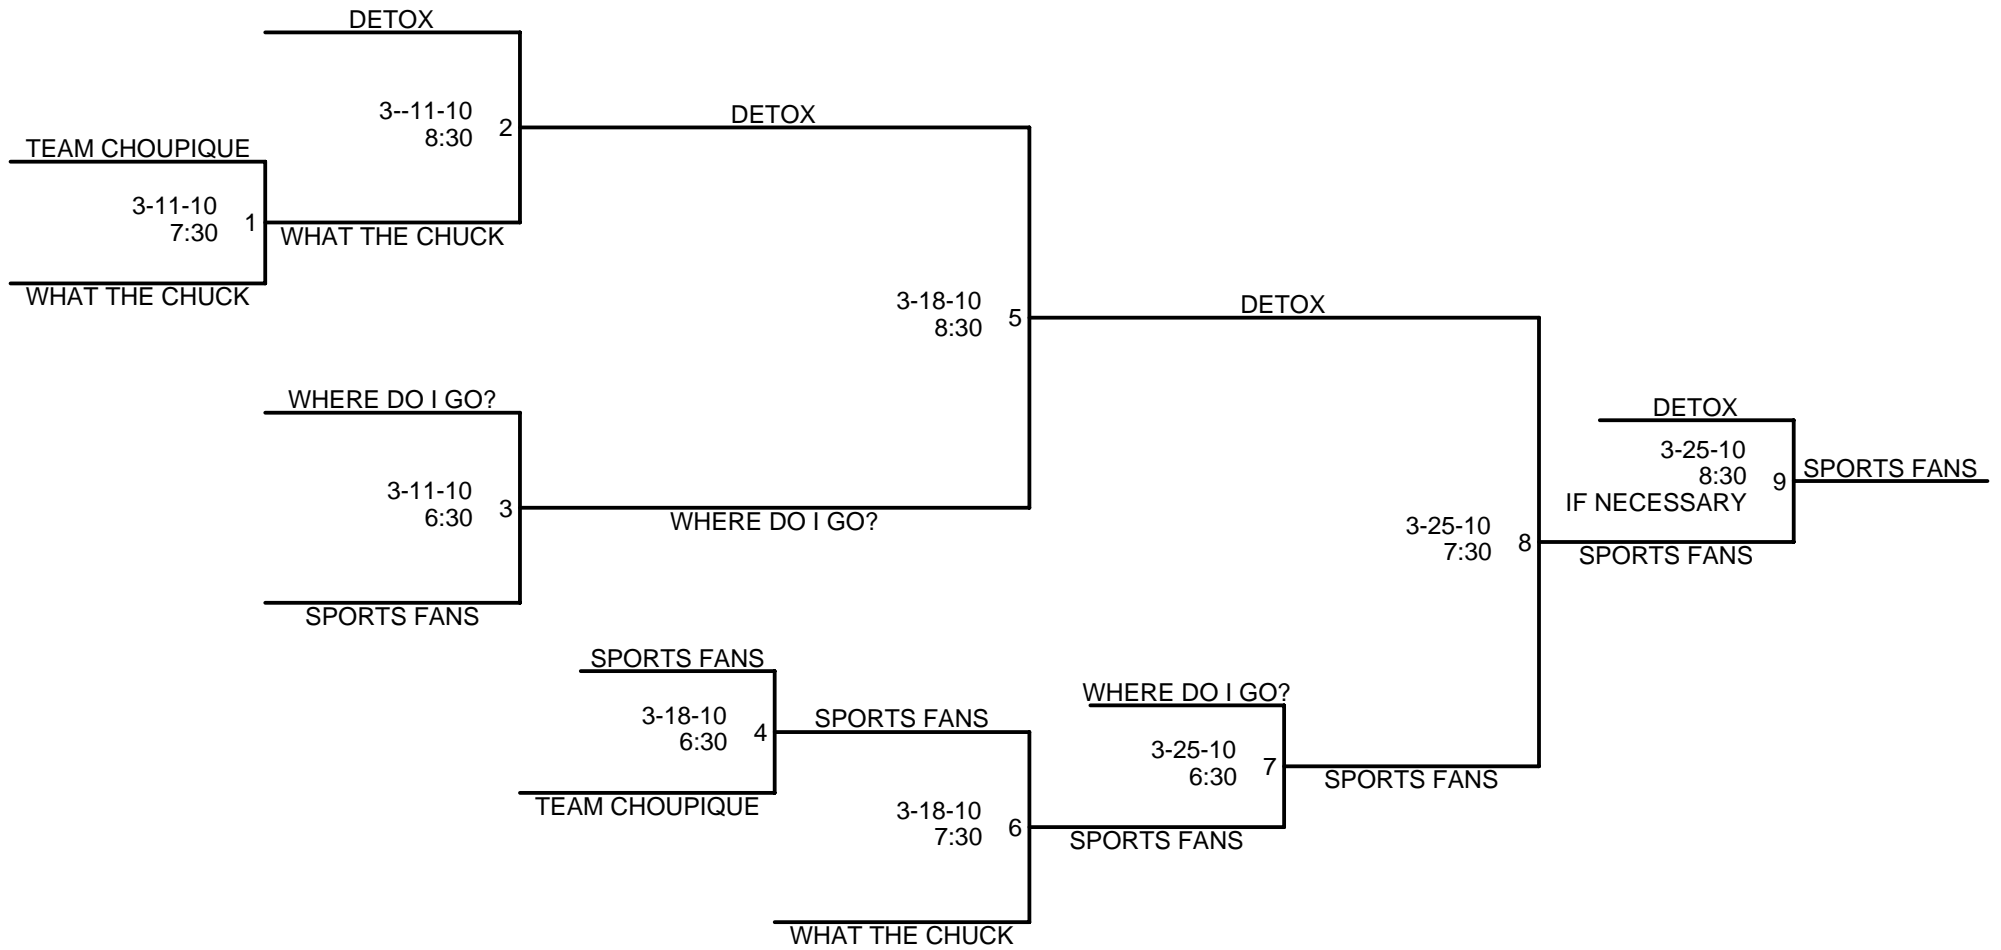 DETOX
3--11-10
8:30
2
DETOX
TEAM CHOUPIQUE
3-11-10
7:30
1
WHAT THE CHUCK
WHAT THE CHUCK
3-18-10
8:30
5
DETOX
WHERE DO I GO?
3-11-10
6:30
3
WHERE DO I GO?
SPORTS FANS
DETOX
3-25-10
8:30
IF NECESSARY
9
SPORTS FANS
3-25-10
7:30
8
SPORTS FANS
SPORTS FANS
3-18-10
6:30
4
SPORTS FANS
TEAM CHOUPIQUE
WHERE DO I GO?
3-25-10
6:30
7
SPORTS FANS
3-18-10
7:30
6
SPORTS FANS
WHAT THE CHUCK